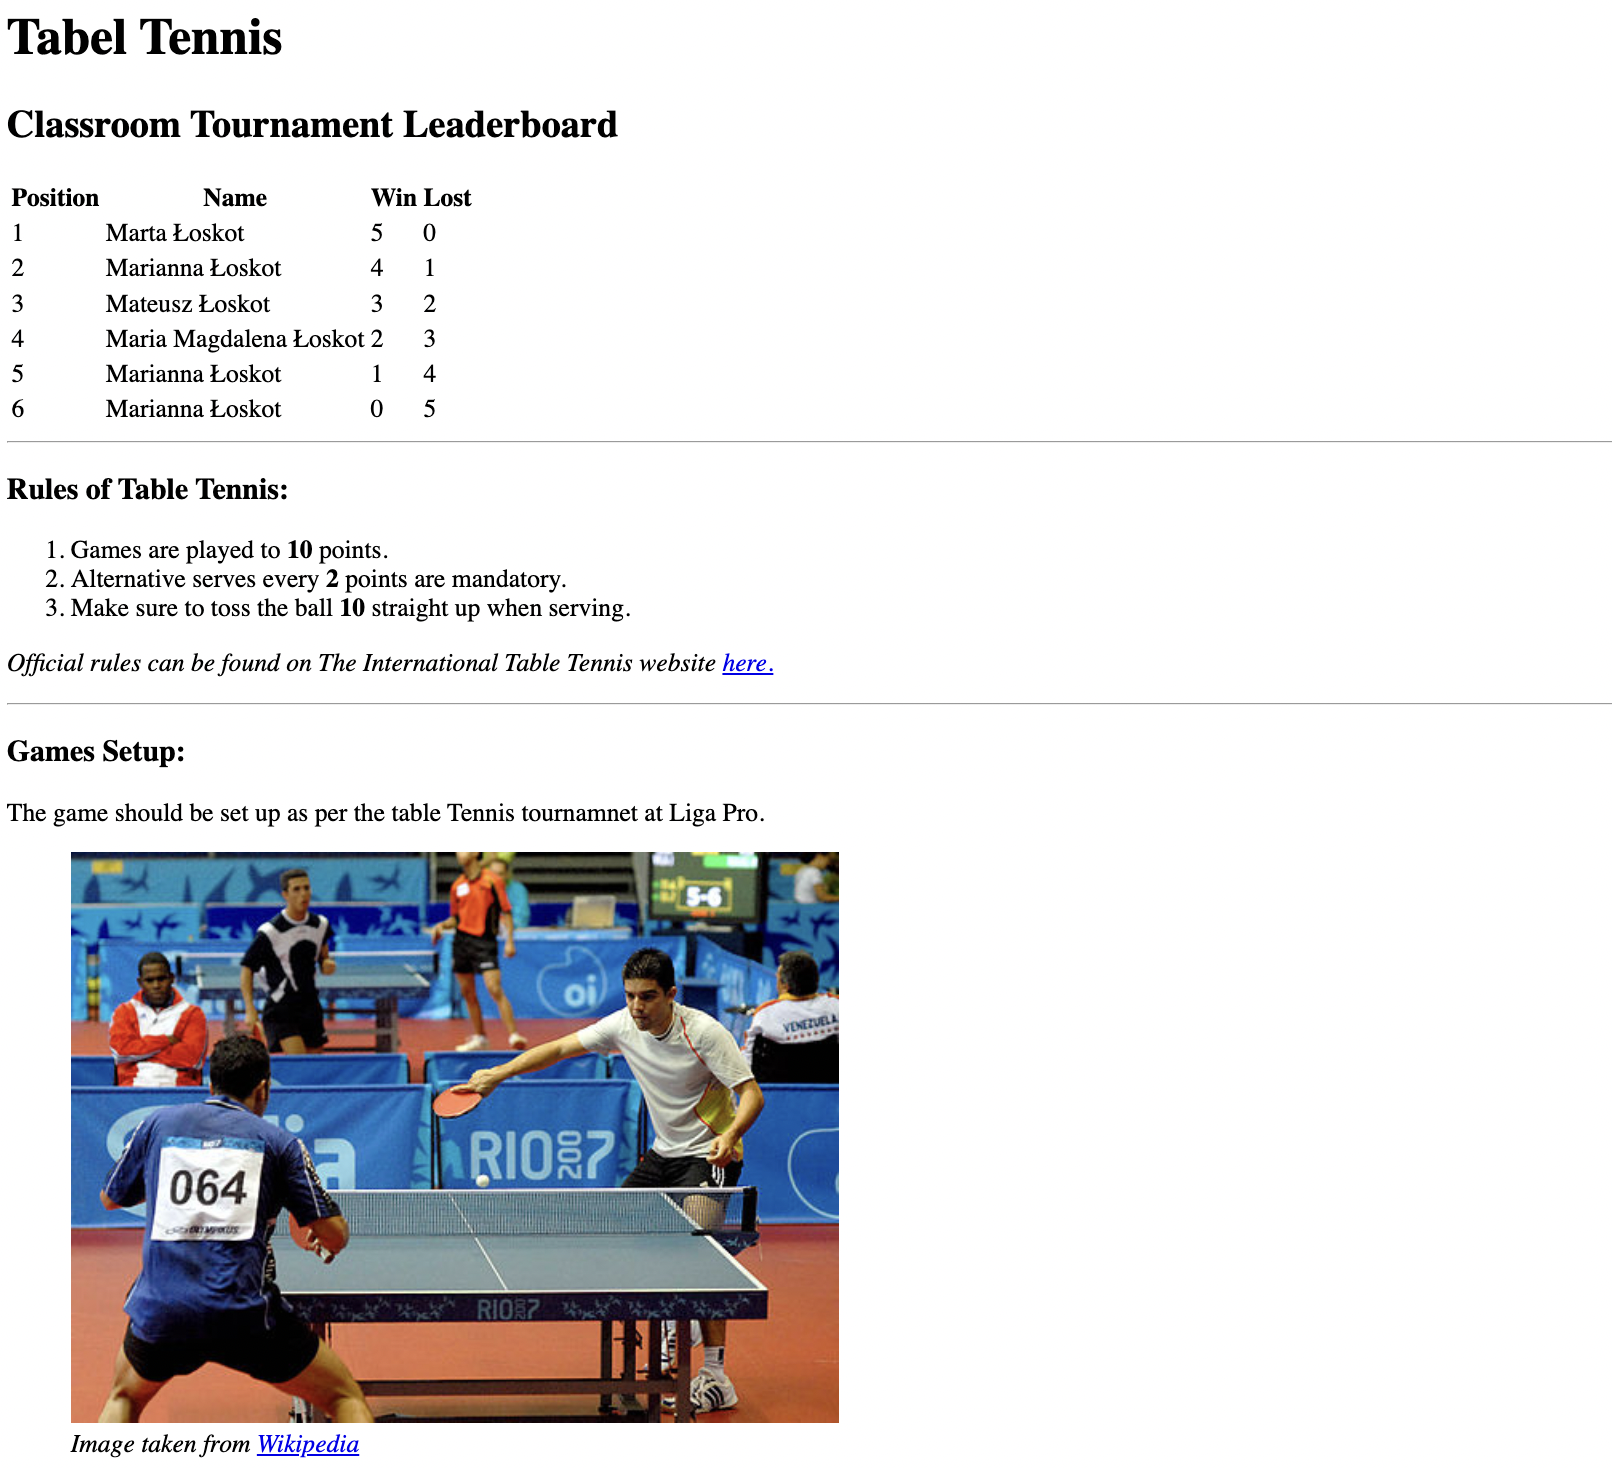 Tabel Tennis
Classroom Tournament Leaderboard
Position Name Win Lost
1 Marta Łoskot 5 0
2 Marianna Łoskot 4 1
3 Mateusz Łoskot 3 2
4 Maria Magdalena Łoskot 2 3
5 Marianna Łoskot 1 4
6 Marianna Łoskot 0 5
Rules of Table Tennis:
1. Games are played to 10 points.
2. Alternative serves every 2 points are mandatory.
3. Make sure to toss the ball 10 straight up when serving.
Official rules can be found on The International Table Tennis website here.
Games Setup:
The game should be set up as per the table Tennis tournamnet at Liga Pro.
5-6
oi
VENEZUELA
RIO2007
064
RIO2007
Image taken from Wikipedia